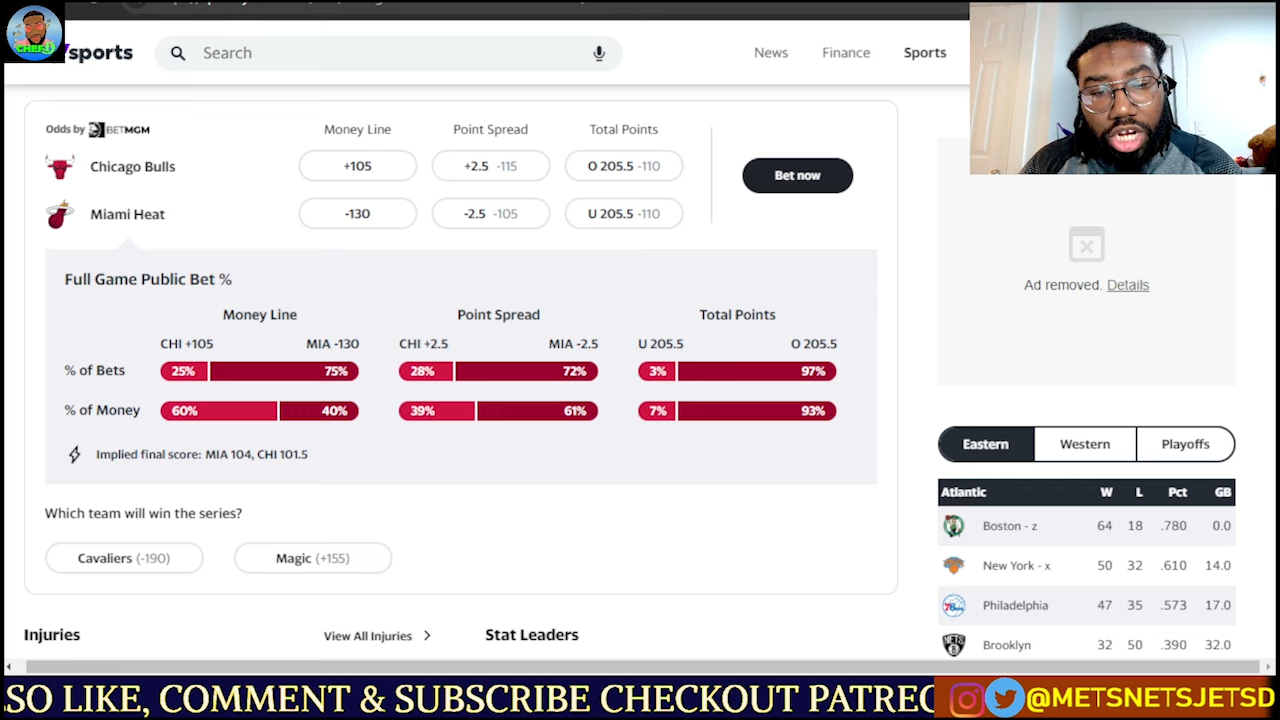 CHEFJ
sports
Search
News
Finance
Sports
Odds by BETMGM
Money Line
Point Spread
Total Points
Chicago Bulls
+105
+2.5 -115
O 205.5 -110
Bet now
Miami Heat
-130
-2.5 -105
U 205.5 -110
Full Game Public Bet %
Money Line
Point Spread
Total Points
CHI +105
MIA -130
CHI +2.5
MIA -2.5
U 205.5
O 205.5
% of Bets
25%
75%
28%
72%
3%
97%
% of Money
60%
40%
39%
61%
7%
93%
Implied final score: MIA 104, CHI 101.5
Which team will win the series?
Cavaliers (-190)
Magic (+155)
Injuries
View All Injuries
Stat Leaders
Ad removed. Details
Eastern
Western
Playoffs
Atlantic W L Pct GB
Boston - z 64 18 .780 0.0
New York - x 50 32 .610 14.0
Philadelphia 47 35 .573 17.0
Brooklyn 32 50 .390 32.0
SO LIKE, COMMENT & SUBSCRIBE CHECKOUT PATREO
@METSNETSJETSD